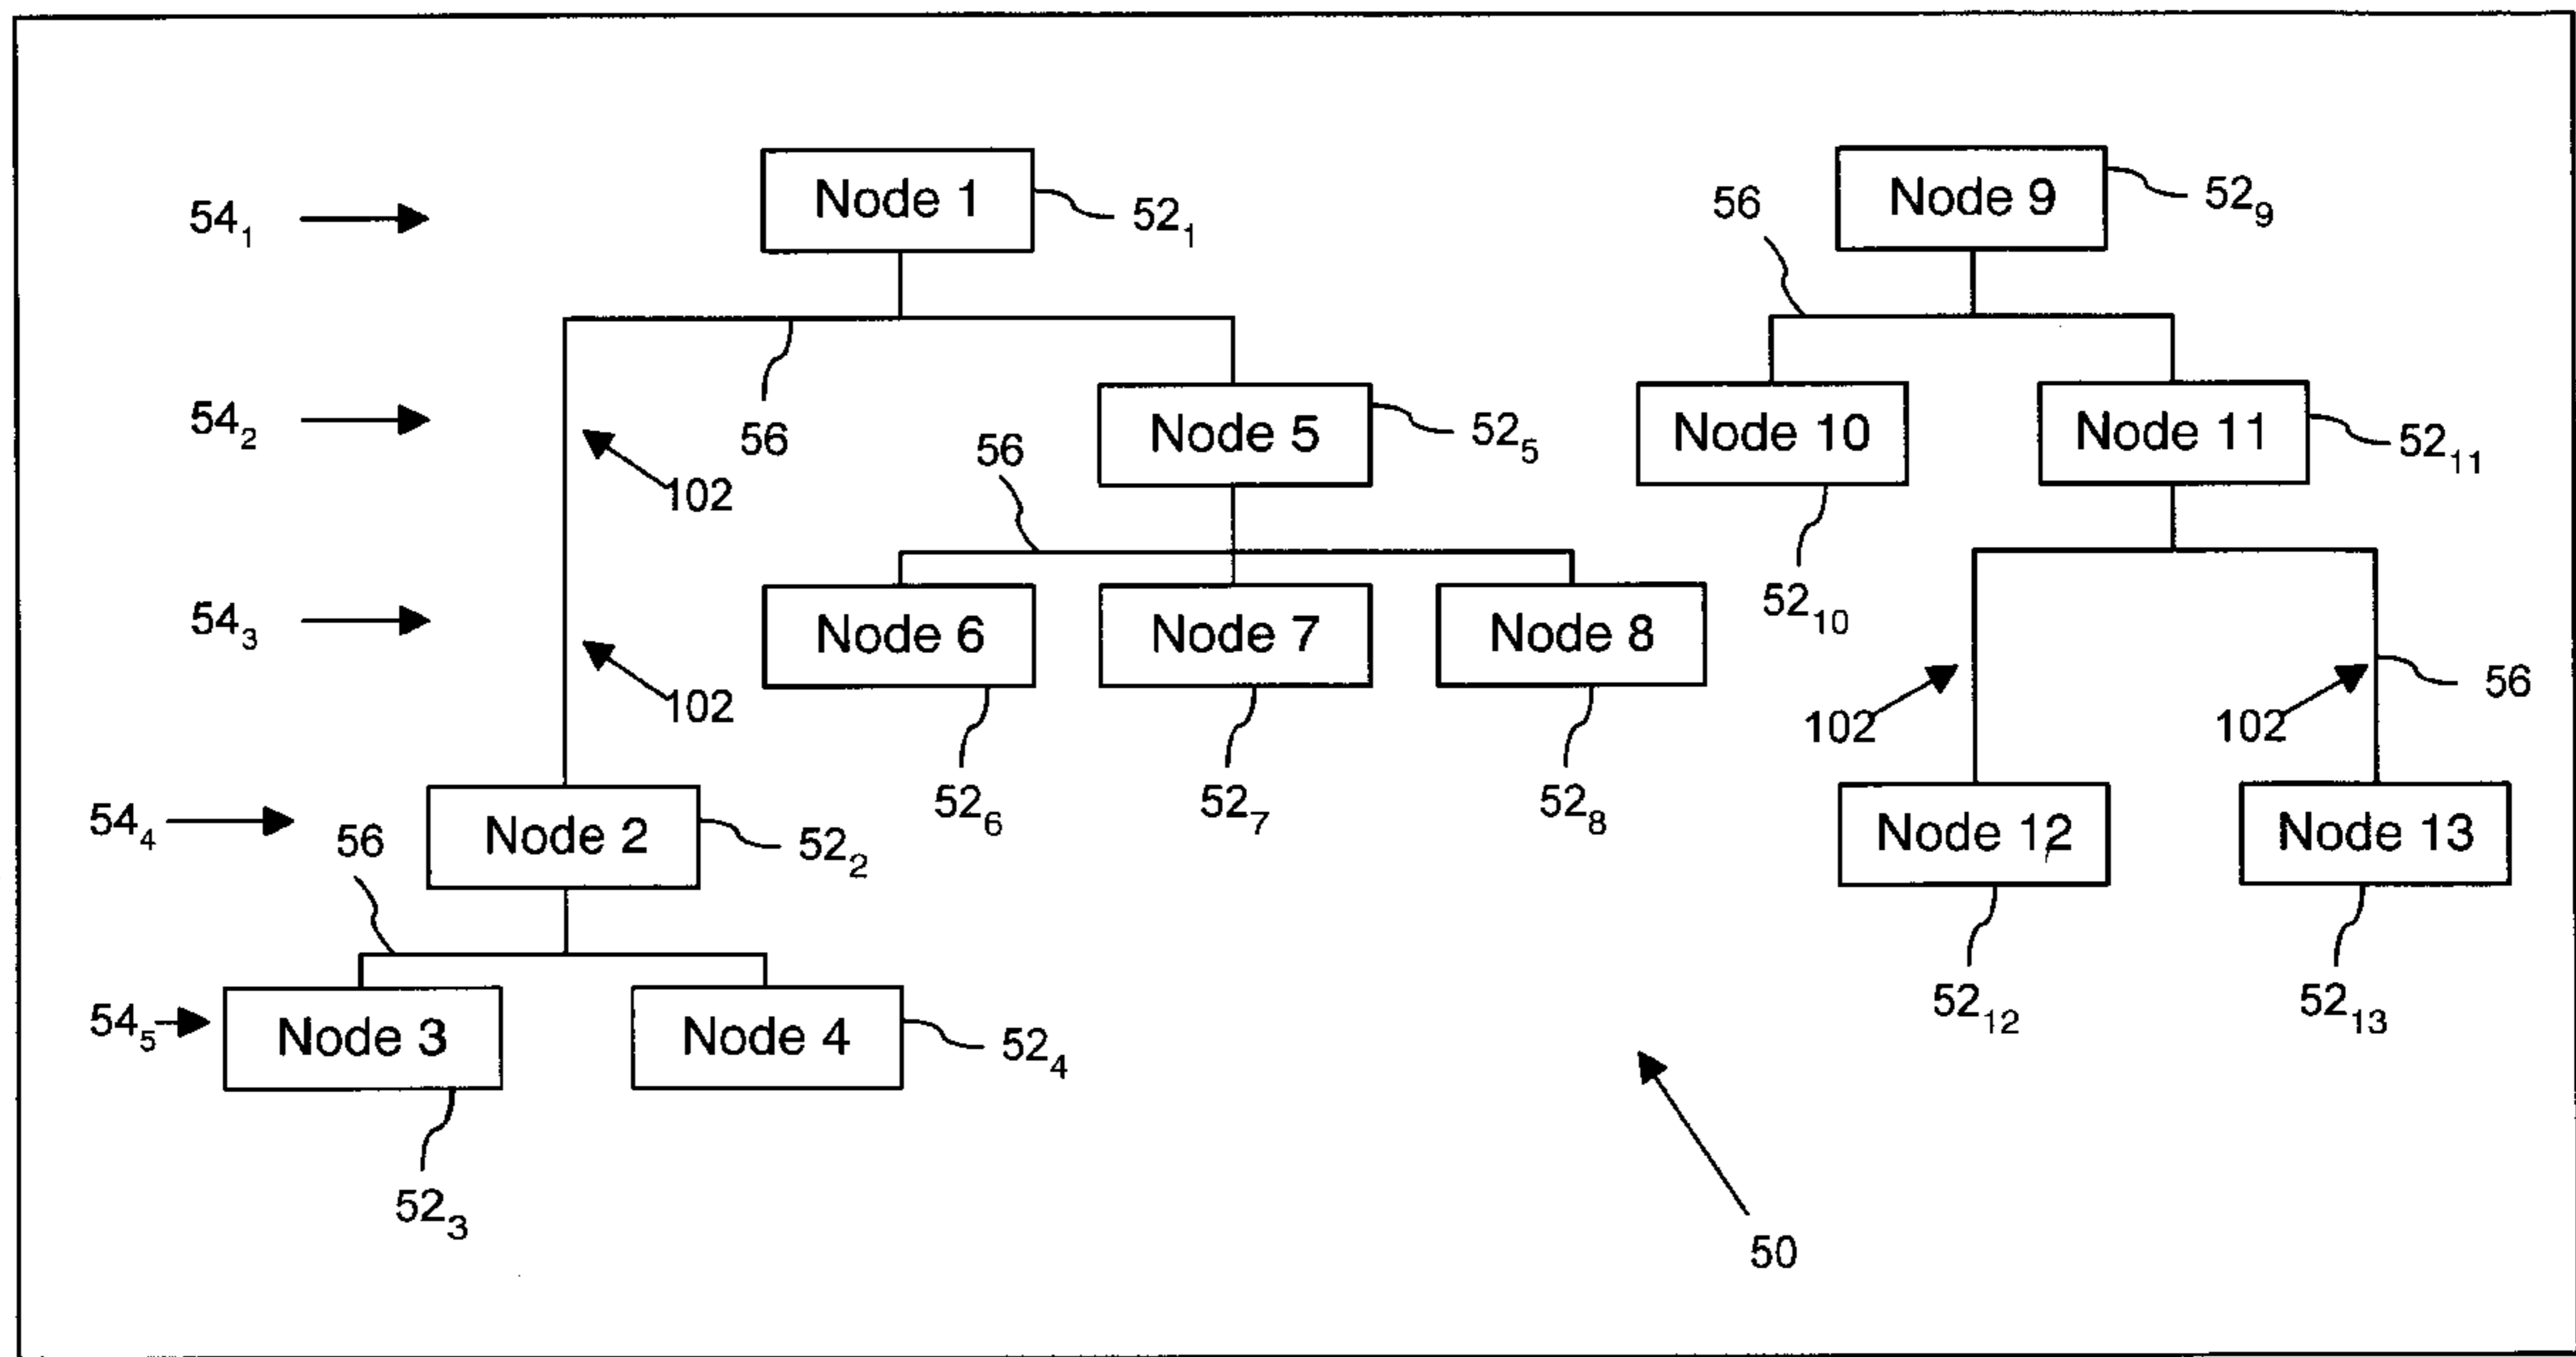 Node 1
52₁
Node 9
52₉
56
54₁
54₂
56
Node 5
52₅
Node 10
Node 11
52₁₁
56
102
52₁₀
54₃
Node 6
Node 7
Node 8
102
102
102
56
52₆
52₇
52₈
54₄
56
Node 2
52₂
Node 12
Node 13
52₁₂
52₁₃
54₅
Node 3
Node 4
52₄
52₃
50